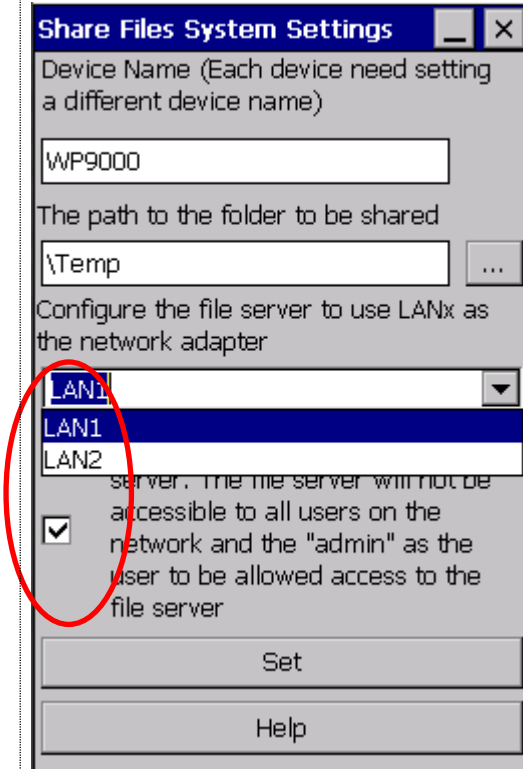 Share Files System Settings
Device Name (Each device need setting
a different device name)
WP9000
The path to the folder to be shared
\Temp
...
Configure the file server to use LANx as
the network adapter
LAN1
LAN1
LAN2
server. The file server will not be
accessible to all users on the
network and the "admin" as the
user to be allowed access to the
file server
Set
Help